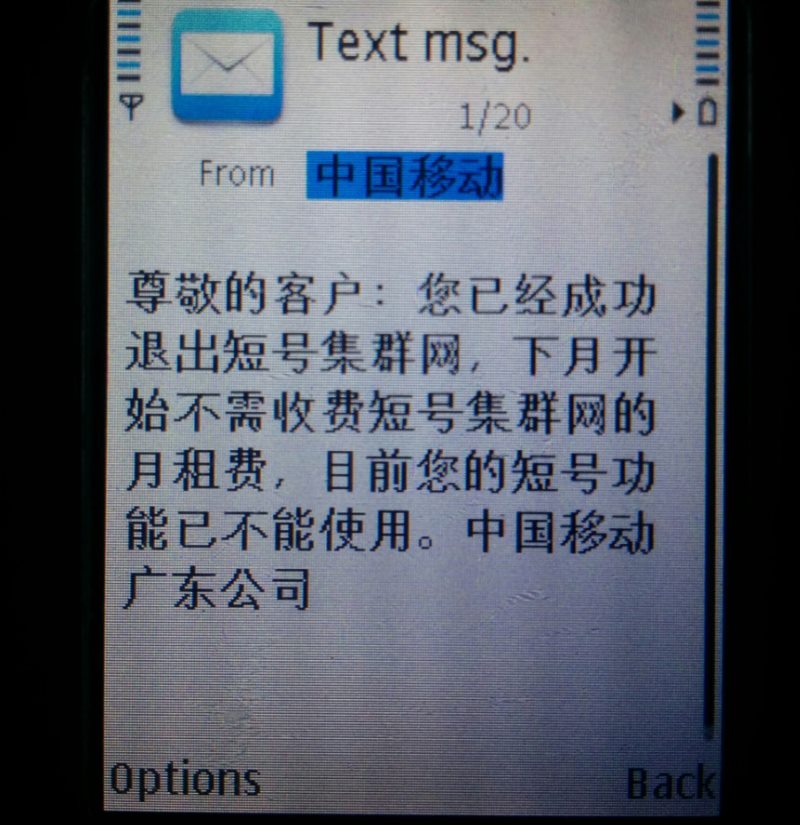 Text msg.
1/20
From 中国移动
尊敬的客户：您已经成功
退出短号集群网，下月开
始不需收费短号集群网的
月租费，目前您的短号功
能已不能使用。中国移动
广东公司
Options Back